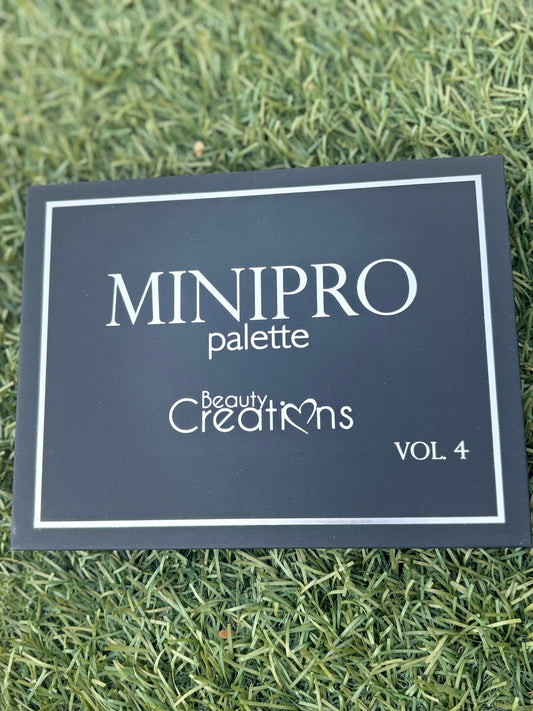 MINIPRO
palette
Beauty
Creations
VOL. 4